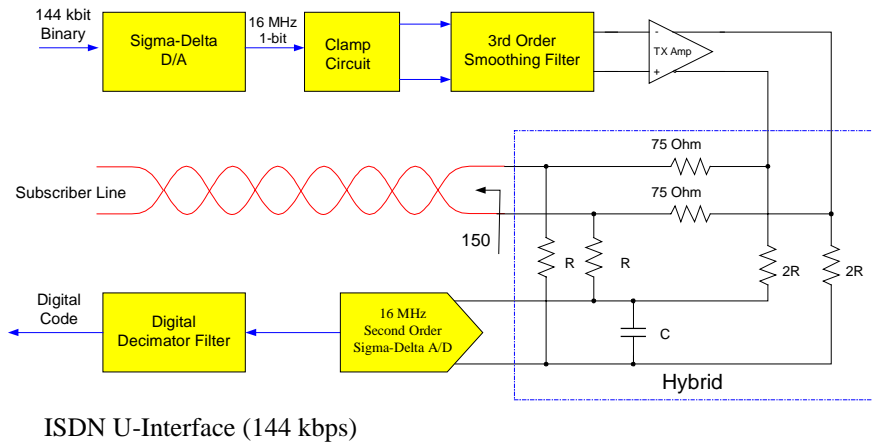 144 kbit
Binary
Sigma-Delta
D/A
16 MHz
1-bit
Clamp
Circuit
3rd Order
Smoothing Filter
-
TX Amp
+
75 Ohm
75 Ohm
Subscriber Line
150
R
R
2R
2R
C
Digital
Code
Digital
Decimator Filter
16 MHz
Second Order
Sigma-Delta A/D
Hybrid
ISDN U-Interface (144 kbps)